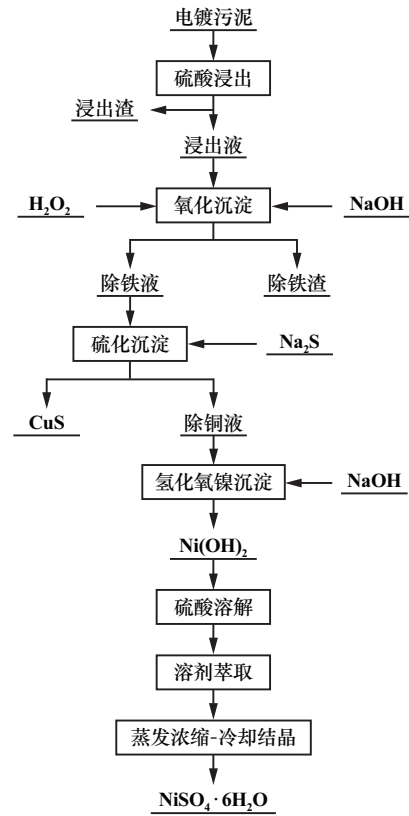 电镀污泥
硫酸浸出
浸出渣
浸出液
H₂O₂
氧化沉淀
NaOH
除铁液
除铁渣
硫化沉淀
Na₂S
CuS
除铜液
氢化氧镍沉淀
NaOH
Ni(OH)₂
硫酸溶解
溶剂萃取
蒸发浓缩-冷却结晶
NiSO₄·6H₂O